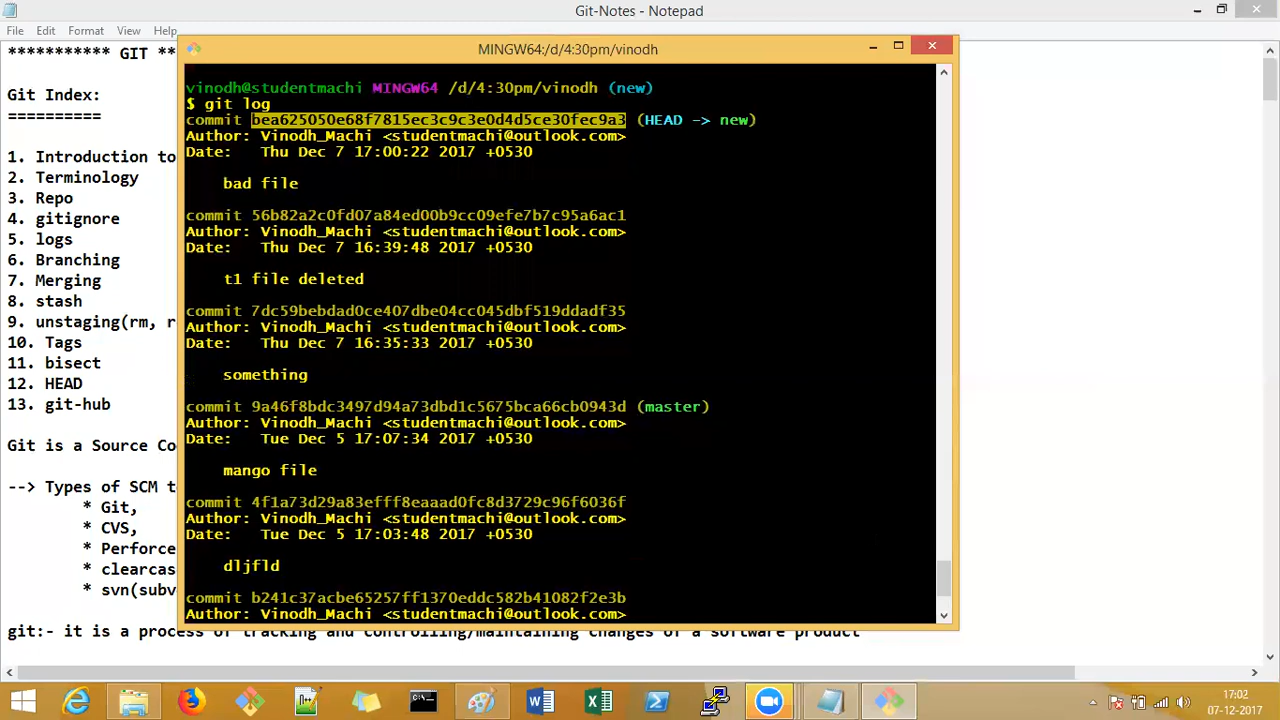 Git-Notes - Notepad
File Edit Format View Help
*********** GIT **
Git Index:
==========
1. Introduction to
2. Terminology
3. Repo
4. gitignore
5. logs
6. Branching
7. Merging
8. stash
9. unstaging(rm, r
10. Tags
11. bisect
12. HEAD
13. git-hub
Git is a Source Co
--> Types of SCM t
* Git,
* CVS,
* Perforce
* clearcas
* svn(subv
git:- it is a process of tracking and controlling/maintaining changes of a software product
MINGW64:/d/4:30pm/vinodh
vinodh@studentmachi MINGW64 /d/4:30pm/vinodh (new)
$ git log
commit bea625050e68f7815ec3c9c3e0d4d5ce30fec9a3 (HEAD -> new)
Author: Vinodh_Machi <studentmachi@outlook.com>
Date:   Thu Dec 7 17:00:22 2017 +0530
bad file
commit 56b82a2c0fd07a84ed00b9cc09efe7b7c95a6ac1
Author: Vinodh_Machi <studentmachi@outlook.com>
Date:   Thu Dec 7 16:39:48 2017 +0530
t1 file deleted
commit 7dc59bebdad0ce407dbe04cc045dbf519ddadf35
Author: Vinodh_Machi <studentmachi@outlook.com>
Date:   Thu Dec 7 16:35:33 2017 +0530
something
commit 9a46f8bdc3497d94a73dbd1c5675bca66cb0943d (master)
Author: Vinodh_Machi <studentmachi@outlook.com>
Date:   Tue Dec 5 17:07:34 2017 +0530
mango file
commit 4f1a73d29a83efff8eaaad0fc8d3729c96f6036f
Author: Vinodh_Machi <studentmachi@outlook.com>
Date:   Tue Dec 5 17:03:48 2017 +0530
dljfld
commit b241c37acbe65257ff1370eddc582b41082f2e3b
Author: Vinodh_Machi <studentmachi@outlook.com>
17:02
07-12-2017